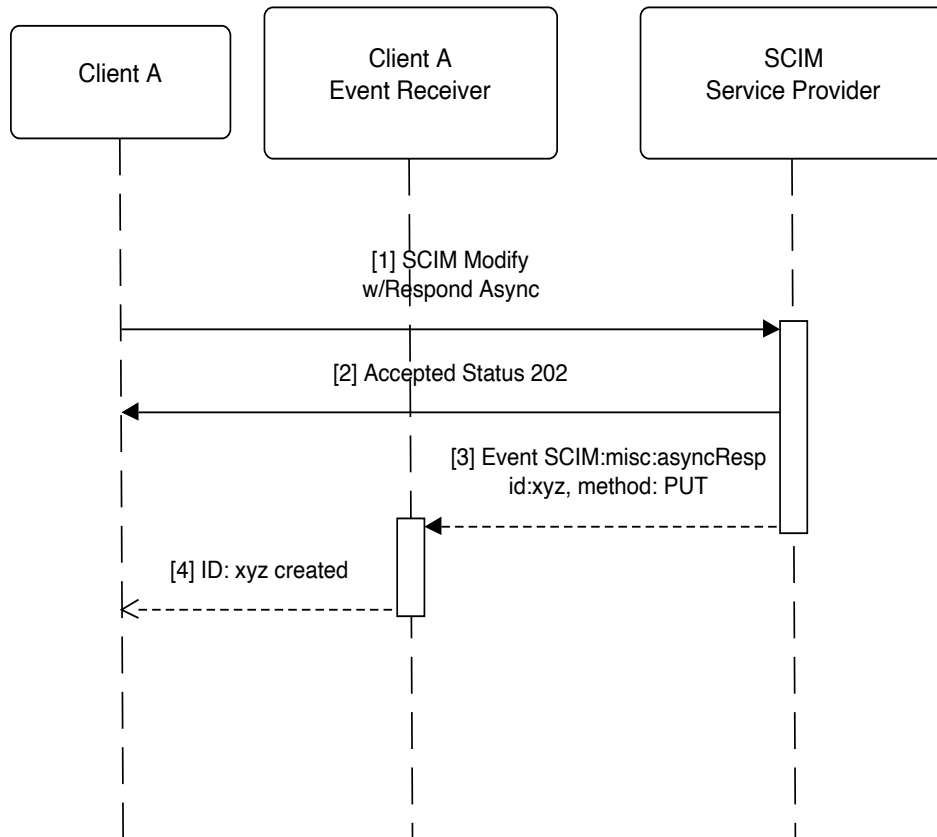 Client A
Client A
Event Receiver
SCIM
Service Provider
[1] SCIM Modify
w/Respond Async
[2] Accepted Status 202
[3] Event SCIM:misc:asyncResp
id:xyz, method: PUT
[4] ID: xyz created